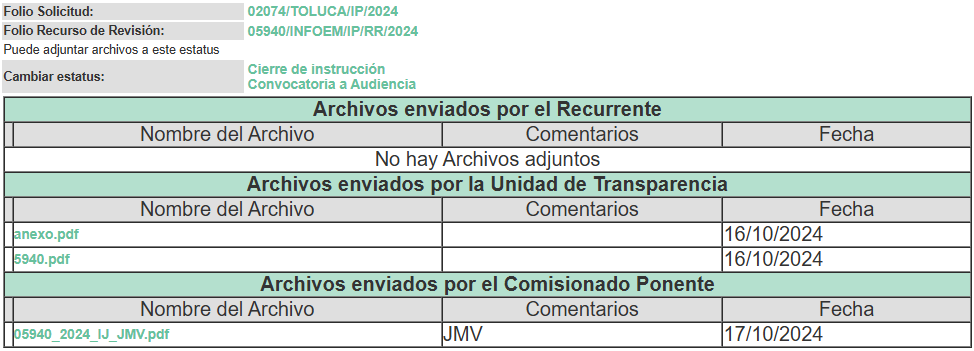 Folio Solicitud: 02074/TOLUCA/IP/2024
Folio Recurso de Revisión: 05940/INFOEM/IP/RR/2024
Puede adjuntar archivos a este estatus
Cambiar estatus: Cierre de instrucción
Convocatoria a Audiencia
Archivos enviados por el Recurrente
Nombre del Archivo Comentarios Fecha
No hay Archivos adjuntos
Archivos enviados por la Unidad de Transparencia
Nombre del Archivo Comentarios Fecha
anexo.pdf 16/10/2024
5940.pdf 16/10/2024
Archivos enviados por el Comisionado Ponente
Nombre del Archivo Comentarios Fecha
05940_2024_IJ_JMV.pdf JMV 17/10/2024